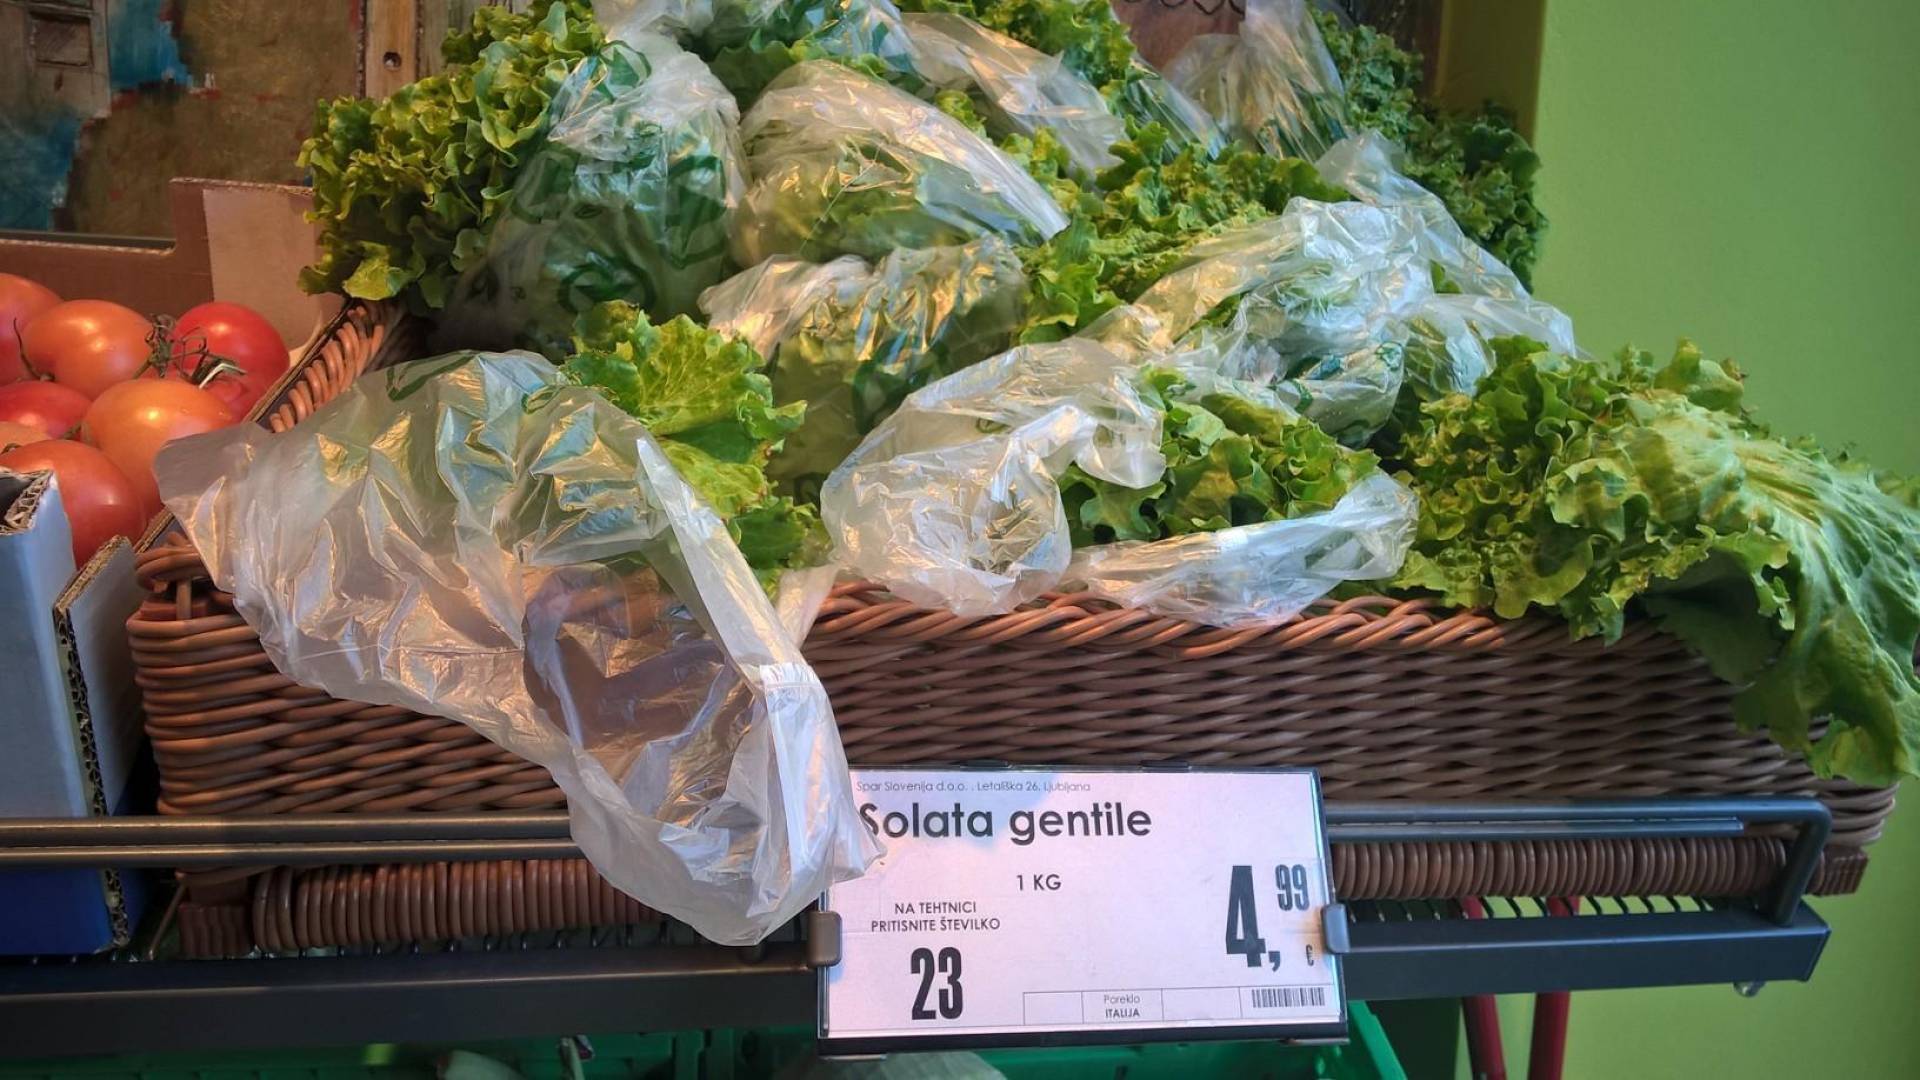 Spar Slovenija d.o.o. . Letališka 26, Ljubljana
Solata gentile
1 KG
NA TEHTNICI
PRITISNITE ŠTEVILKO
23
4,99
€
Poreklo
ITALIJA